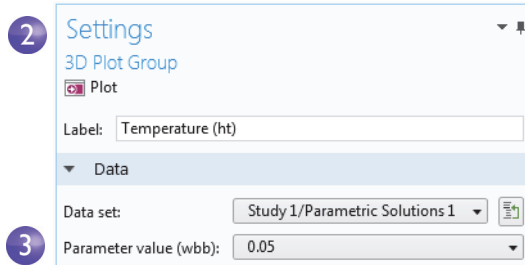 2
Settings
3D Plot Group
Plot
Label: Temperature (ht)
Data
Data set: Study 1/Parametric Solutions 1
3
Parameter value (wbb): 0.05